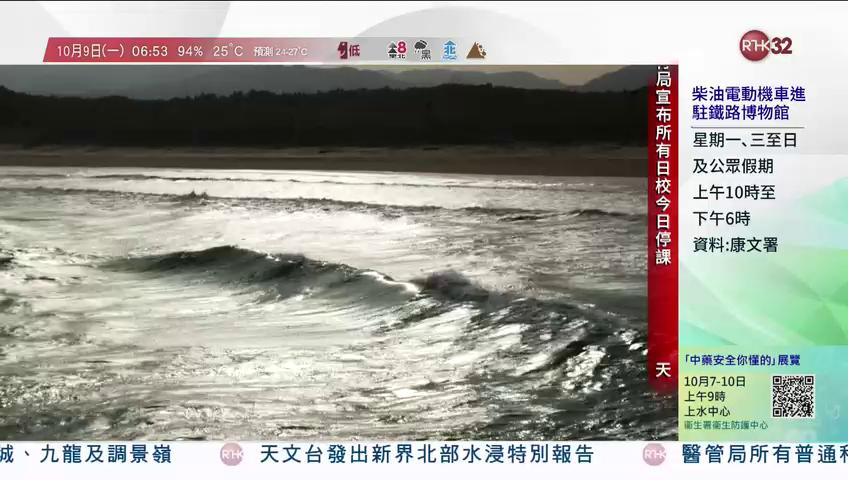 10月9日(一) 06:53 94% 25°C 預測 24-27°C 低 8 東北 黑
RTHK 32
局宣布所有日校今日停課
天
柴油電動機車進
駐鐵路博物館
星期一、三至日
及公眾假期
上午10時至
下午6時
資料:康文署
「中藥安全你懂的」展覽
10月7-10日
上午9時
上水中心
衞生署衞生防護中心
城、九龍及調景嶺 RTHK 天文台發出新界北部水浸特別報告 RTHK 醫管局所有普通科